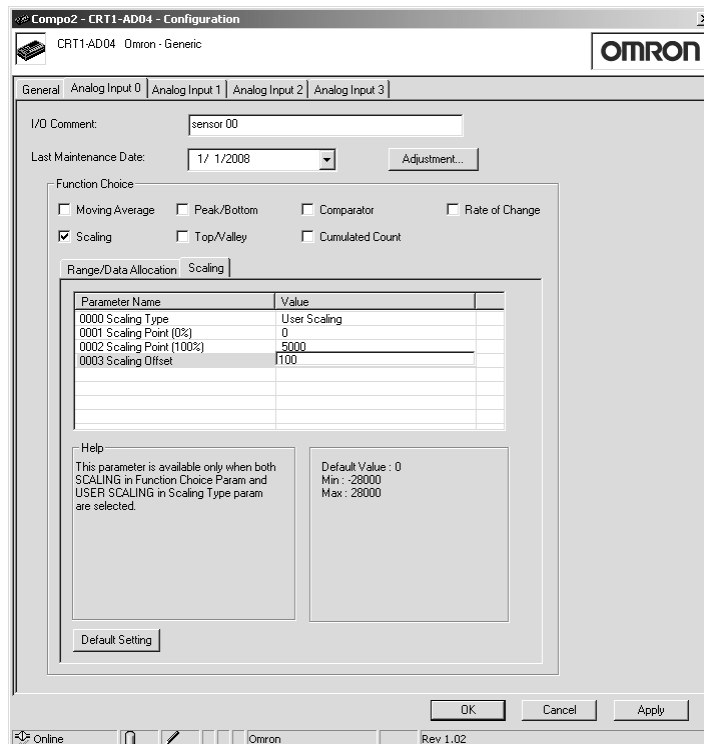 Compo2 - CRT1-AD04 - Configuration
CRT1-AD04 Omron - Generic
OMRON
General Analog Input 0 Analog Input 1 Analog Input 2 Analog Input 3
I/O Comment: sensor 00
Last Maintenance Date: 1/ 1/2008 Adjustment...
Function Choice
Moving Average Peak/Bottom Comparator Rate of Change
Scaling Top/Valley Cumulated Count
Range/Data Allocation Scaling
Parameter Name Value
0000 Scaling Type User Scaling
0001 Scaling Point (0%) 0
0002 Scaling Point (100%) 5000
0003 Scaling Offset 100
Help
This parameter is available only when both
SCALING in Function Choice Param and
USER SCALING in Scaling Type param
are selected.
Default Value : 0
Min : -28000
Max : 28000
Default Setting
OK Cancel Apply
Online Omron Rev 1.02